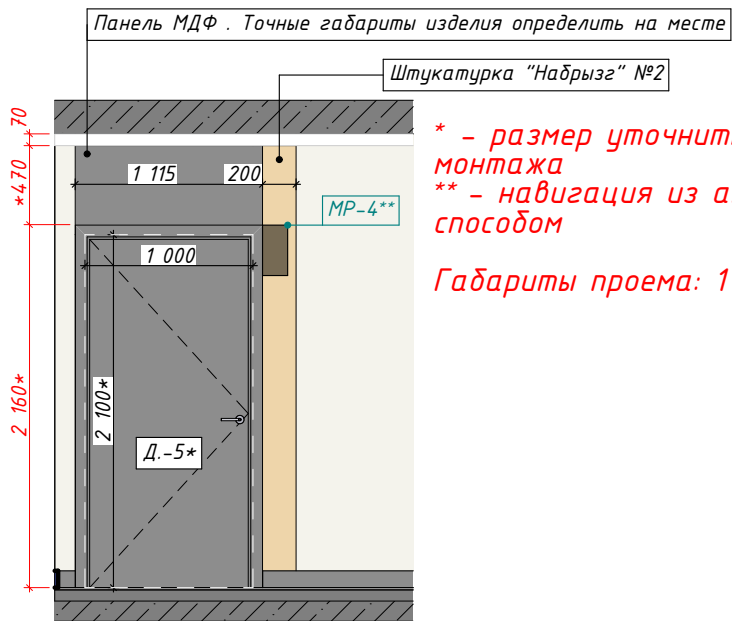 Панель МДФ . Точные габариты изделия определить на месте
Штукатурка "Набрызг" №2
70
*470
1 115
200
МР-4**
1 000
2 160*
2 100*
Д.-5*
* - размер уточнит
монтажа
** - навигация из а
способом
Габариты проема: 1